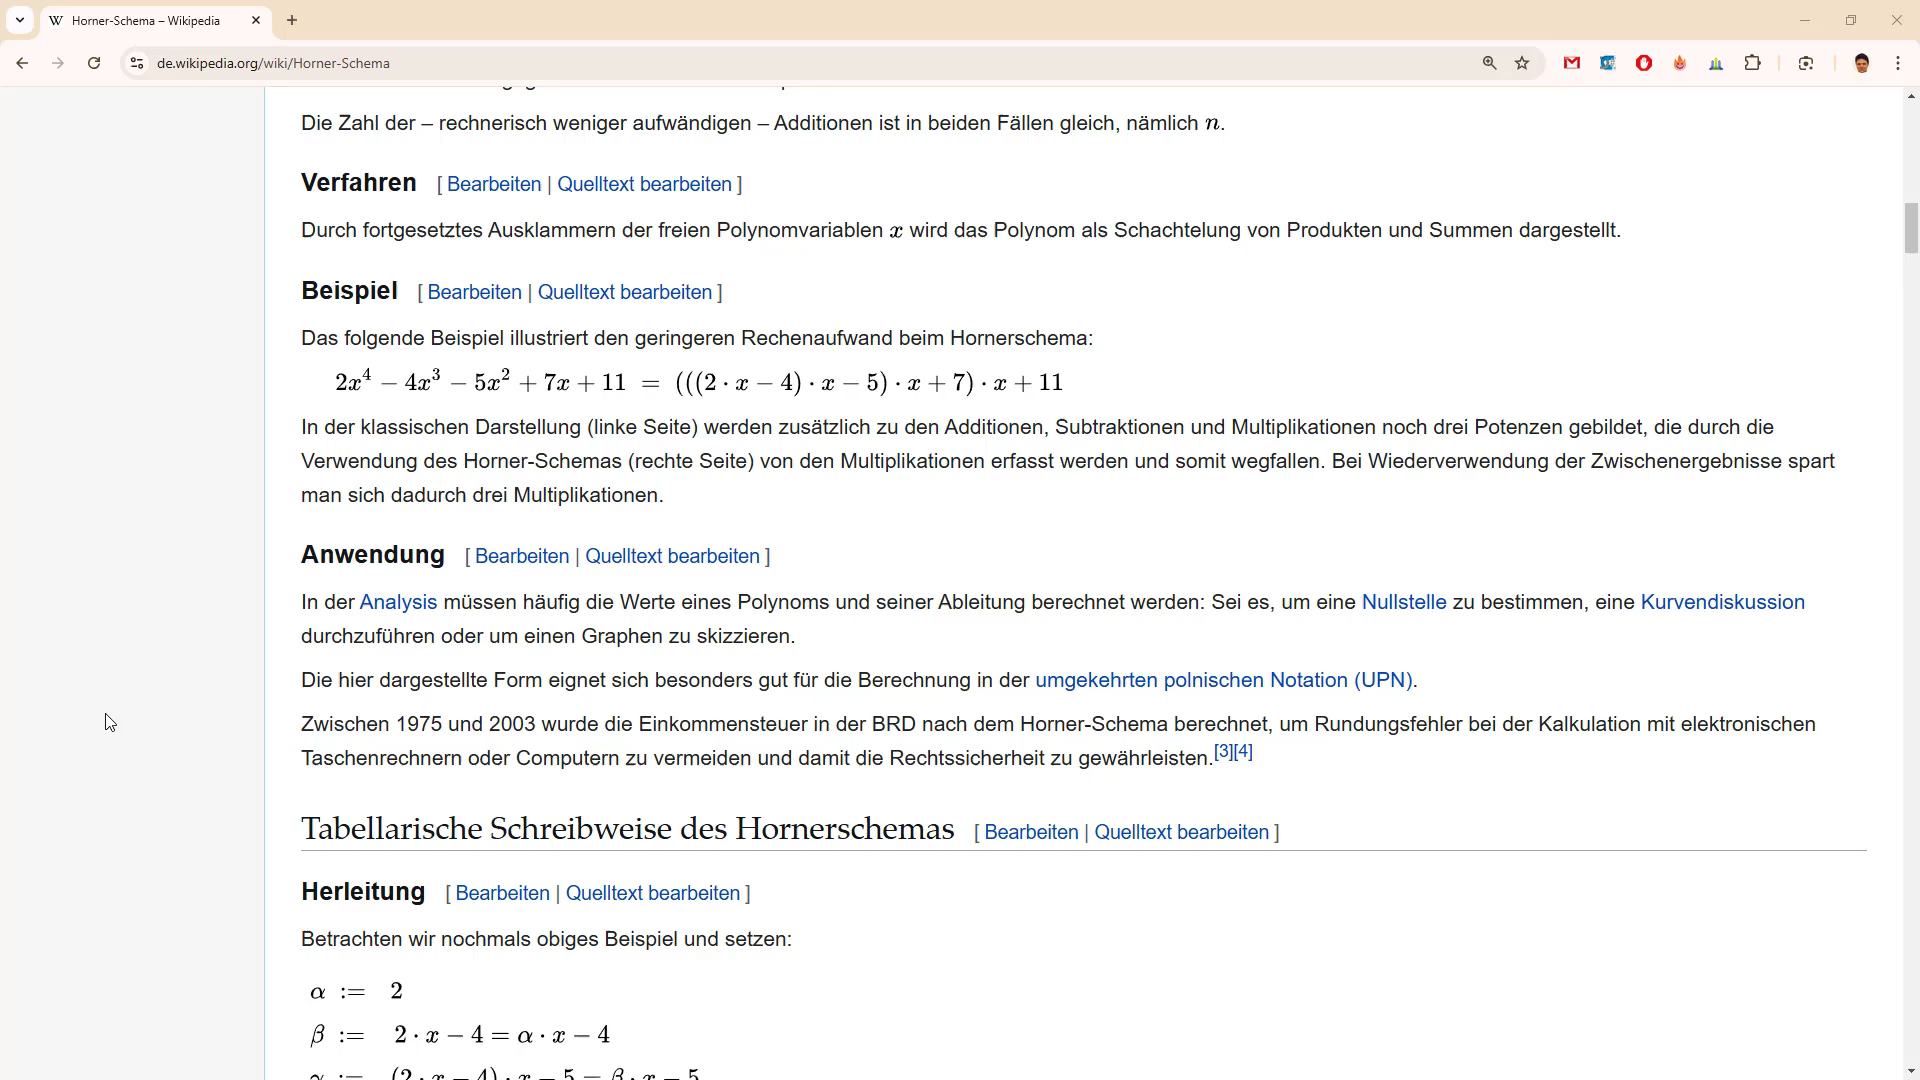 Horner-Schema – Wikipedia
de.wikipedia.org/wiki/Horner-Schema
Die Zahl der – rechnerisch weniger aufwändigen – Additionen ist in beiden Fällen gleich, nämlich n.
Verfahren [ Bearbeiten | Quelltext bearbeiten ]
Durch fortgesetztes Ausklammern der freien Polynomvariablen x wird das Polynom als Schachtelung von Produkten und Summen dargestellt.
Beispiel [ Bearbeiten | Quelltext bearbeiten ]
Das folgende Beispiel illustriert den geringeren Rechenaufwand beim Hornerschema:
2x⁴ − 4x³ − 5x² + 7x + 11 = (((2 · x − 4) · x − 5) · x + 7) · x + 11
In der klassischen Darstellung (linke Seite) werden zusätzlich zu den Additionen, Subtraktionen und Multiplikationen noch drei Potenzen gebildet, die durch die
Verwendung des Horner-Schemas (rechte Seite) von den Multiplikationen erfasst werden und somit wegfallen. Bei Wiederverwendung der Zwischenergebnisse spart
man sich dadurch drei Multiplikationen.
Anwendung [ Bearbeiten | Quelltext bearbeiten ]
In der Analysis müssen häufig die Werte eines Polynoms und seiner Ableitung berechnet werden: Sei es, um eine Nullstelle zu bestimmen, eine Kurvendiskussion
durchzuführen oder um einen Graphen zu skizzieren.
Die hier dargestellte Form eignet sich besonders gut für die Berechnung in der umgekehrten polnischen Notation (UPN).
Zwischen 1975 und 2003 wurde die Einkommensteuer in der BRD nach dem Horner-Schema berechnet, um Rundungsfehler bei der Kalkulation mit elektronischen
Taschenrechnern oder Computern zu vermeiden und damit die Rechtssicherheit zu gewährleisten.[3][4]
Tabellarische Schreibweise des Hornerschemas [ Bearbeiten | Quelltext bearbeiten ]
Herleitung [ Bearbeiten | Quelltext bearbeiten ]
Betrachten wir nochmals obiges Beispiel und setzen:
α := 2
β := 2 · x − 4 = α · x − 4
γ := (2 · x − 4) · x − 5 = β · x − 5